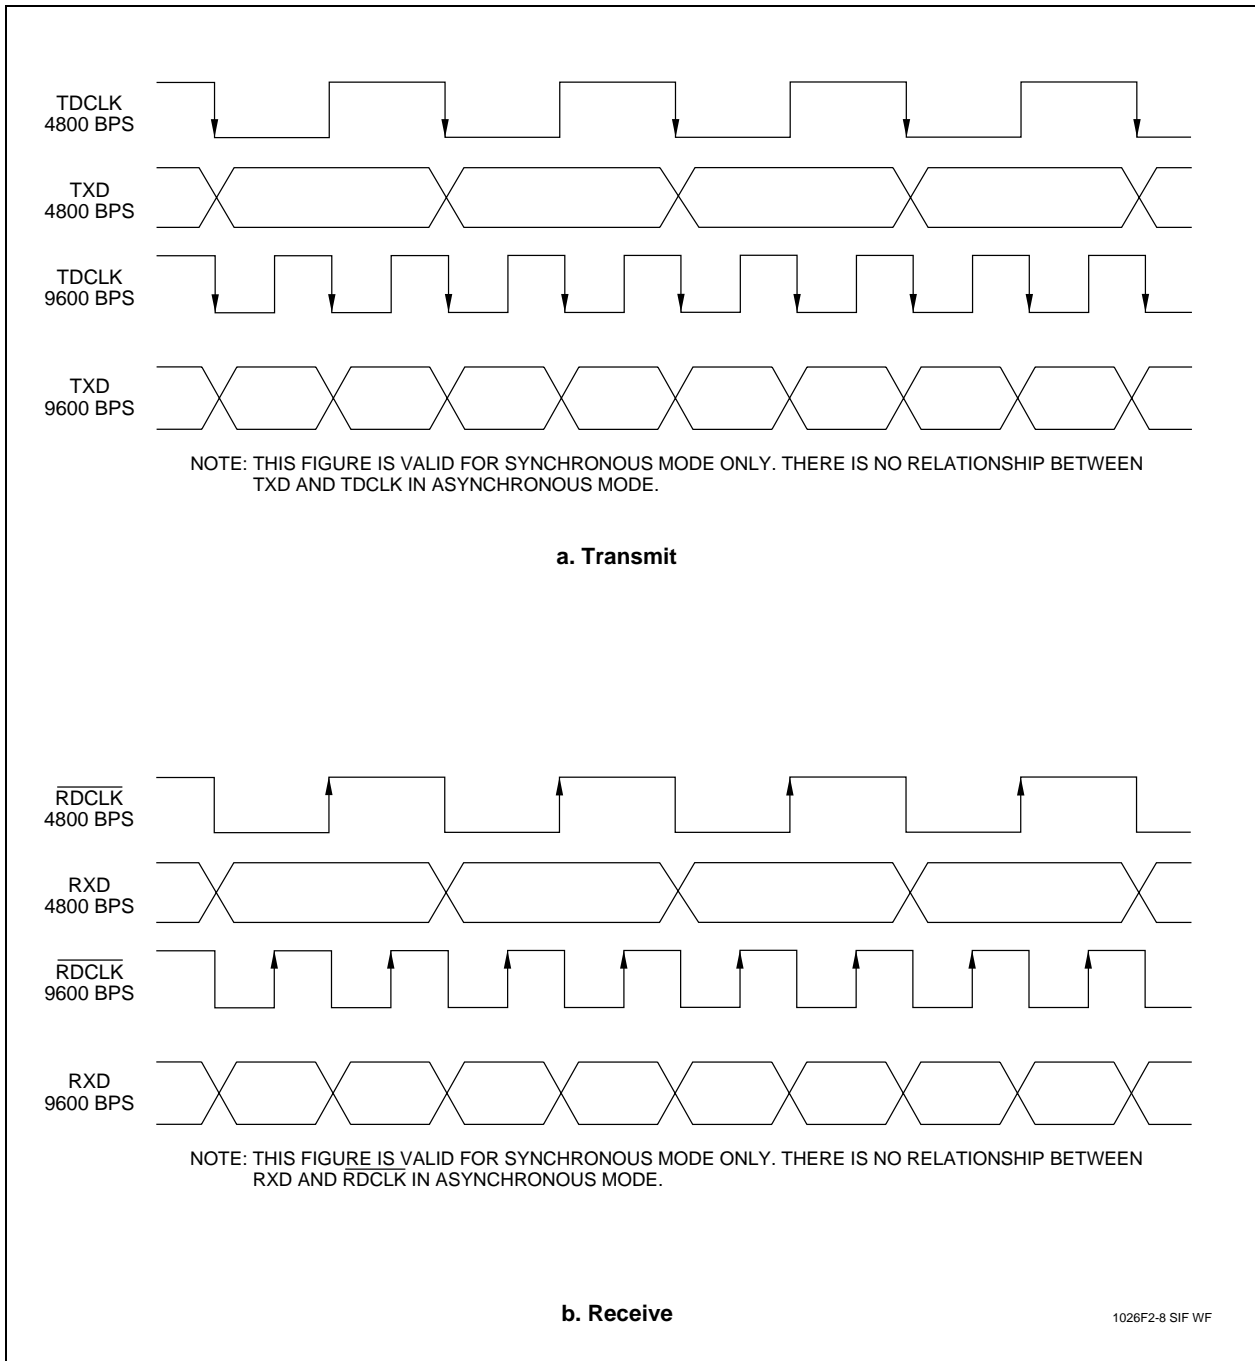 TDCLK
4800 BPS
TXD
4800 BPS
TDCLK
9600 BPS
TXD
9600 BPS
NOTE: THIS FIGURE IS VALID FOR SYNCHRONOUS MODE ONLY. THERE IS NO RELATIONSHIP BETWEEN
TXD AND TDCLK IN ASYNCHRONOUS MODE.
a. Transmit
R̅D̅C̅L̅K̅
4800 BPS
RXD
4800 BPS
R̅D̅C̅L̅K̅
9600 BPS
RXD
9600 BPS
NOTE: THIS FIGURE IS VALID FOR SYNCHRONOUS MODE ONLY. THERE IS NO RELATIONSHIP BETWEEN
RXD AND R̅D̅C̅L̅K̅ IN ASYNCHRONOUS MODE.
b. Receive
1026F2-8 SIF WF